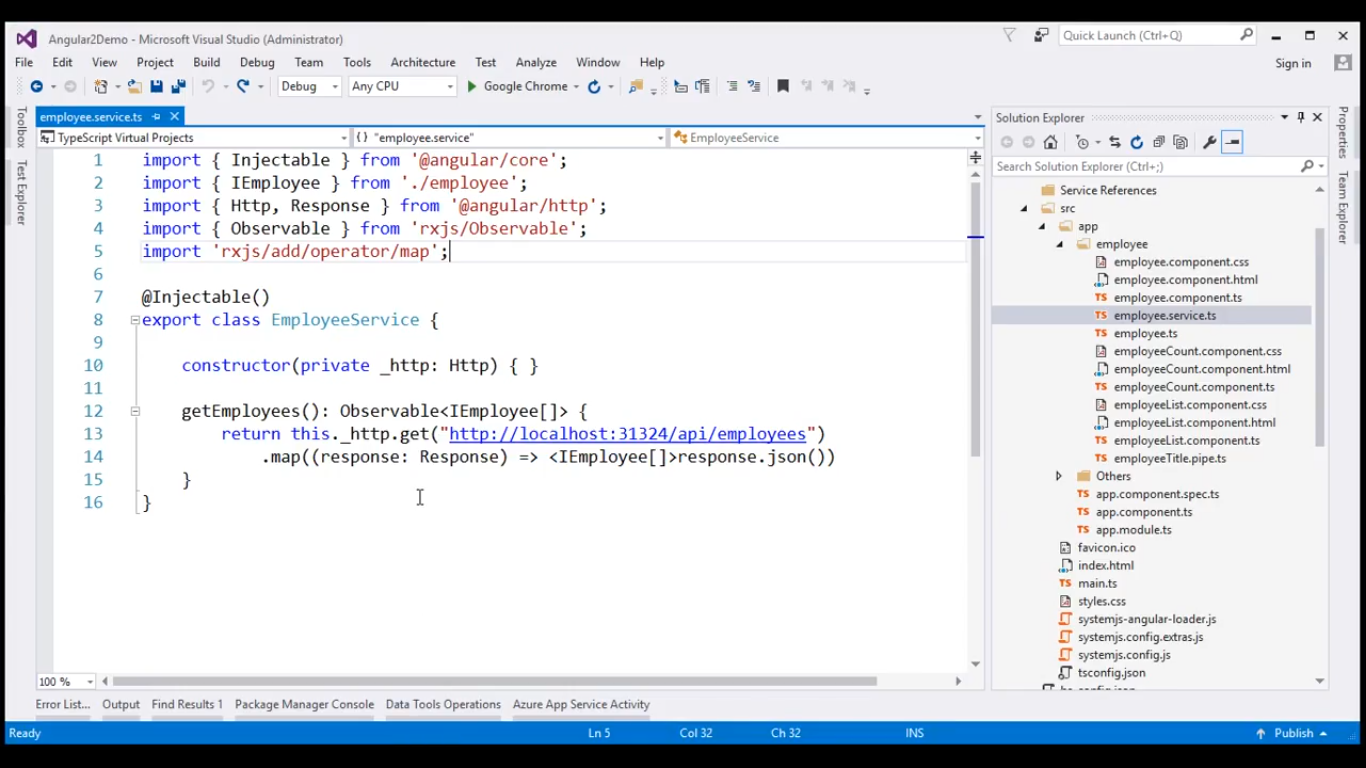 Angular2Demo - Microsoft Visual Studio (Administrator)
Quick Launch (Ctrl+Q)
File Edit View Project Build Debug Team Tools Architecture Test Analyze Window Help
Sign in
Debug Any CPU Google Chrome
Toolbox
Test Explorer
employee.service.ts
TypeScript Virtual Projects {} "employee.service" EmployeeService
1 import { Injectable } from '@angular/core';
2 import { IEmployee } from './employee';
3 import { Http, Response } from '@angular/http';
4 import { Observable } from 'rxjs/Observable';
5 import 'rxjs/add/operator/map';
6
7 @Injectable()
8 export class EmployeeService {
9
10 constructor(private _http: Http) { }
11
12 getEmployees(): Observable<IEmployee[]> {
13 return this._http.get("http://localhost:31324/api/employees")
14 .map((response: Response) => <IEmployee[]>response.json())
15 }
16 }
100 %
Solution Explorer
Search Solution Explorer (Ctrl+;)
Service References
src
app
employee
employee.component.css
employee.component.html
TS employee.component.ts
TS employee.service.ts
TS employee.ts
employeeCount.component.css
employeeCount.component.html
TS employeeCount.component.ts
employeeList.component.css
employeeList.component.html
TS employeeList.component.ts
TS employeeTitle.pipe.ts
Others
TS app.component.spec.ts
TS app.component.ts
TS app.module.ts
favicon.ico
index.html
TS main.ts
styles.css
systemjs-angular-loader.js
systemjs.config.extras.js
systemjs.config.js
tsconfig.json
Properties
Team Explorer
Error List... Output Find Results 1 Package Manager Console Data Tools Operations Azure App Service Activity
Ready Ln 5 Col 32 Ch 32 INS Publish